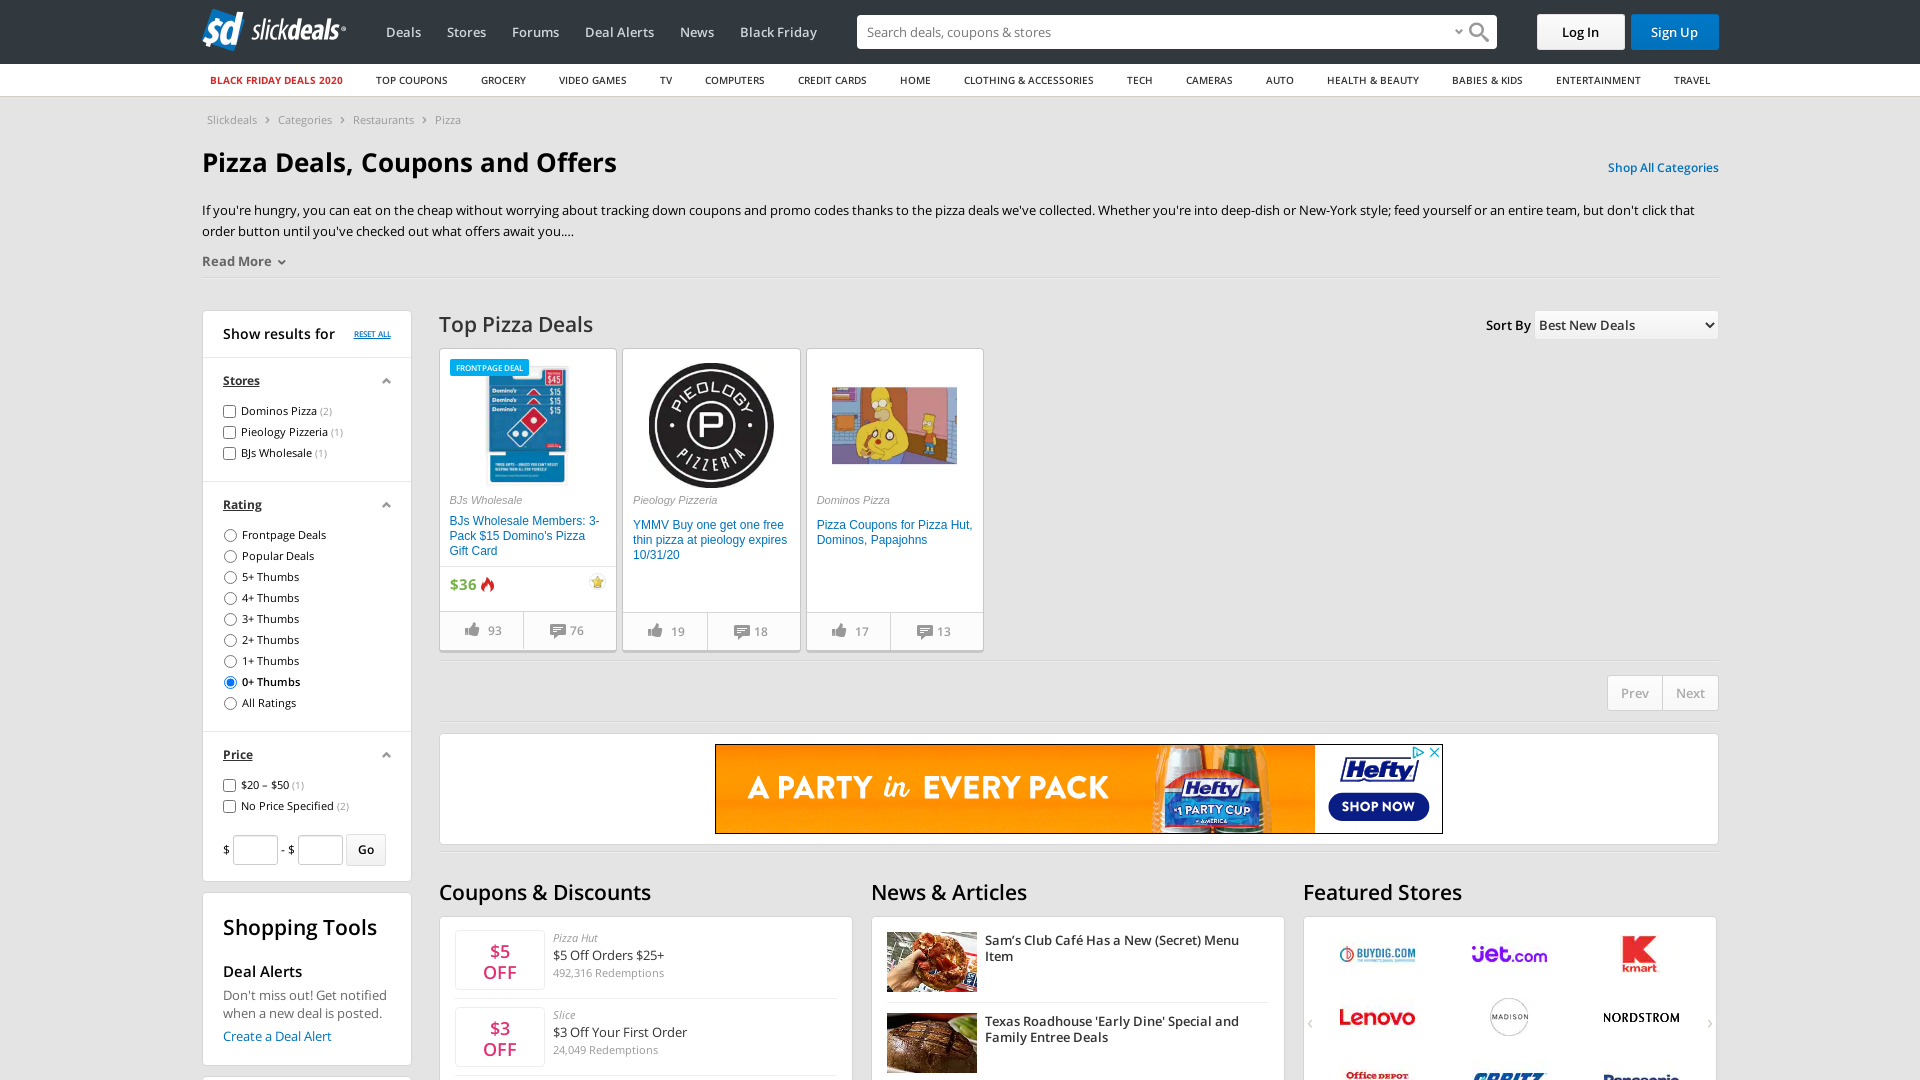 slickdeals
Deals
Stores
Forums
Deal Alerts
News
Black Friday
Search deals, coupons & stores
Log In
Sign Up
BLACK FRIDAY DEALS 2020
TOP COUPONS
GROCERY
VIDEO GAMES
TV
COMPUTERS
CREDIT CARDS
HOME
CLOTHING & ACCESSORIES
TECH
CAMERAS
AUTO
HEALTH & BEAUTY
BABIES & KIDS
ENTERTAINMENT
TRAVEL
Slickdeals > Categories > Restaurants > Pizza
Pizza Deals, Coupons and Offers
Shop All Categories
If you're hungry, you can eat on the cheap without worrying about tracking down coupons and promo codes thanks to the pizza deals we've collected. Whether you're into deep-dish or New-York style; feed yourself or an entire team, but don't click that
order button until you've checked out what offers await you....
Read More
Show results for
RESET ALL
Stores
Dominos Pizza (2)
Pieology Pizzeria (1)
BJs Wholesale (1)
Rating
Frontpage Deals
Popular Deals
5+ Thumbs
4+ Thumbs
3+ Thumbs
2+ Thumbs
1+ Thumbs
0+ Thumbs
All Ratings
Price
$20 – $50 (1)
No Price Specified (2)
$ - $ Go
Shopping Tools
Deal Alerts
Don't miss out! Get notified
when a new deal is posted.
Create a Deal Alert
Top Pizza Deals
Sort By
Best New Deals
FRONTPAGE DEAL
$45
Domino's
$15
Domino's
$15
Domino's
$15
BJs Wholesale
BJs Wholesale Members: 3-
Pack $15 Domino's Pizza
Gift Card
$36
93
76
PIEOLOGY
P
PIZZERIA
Pieology Pizzeria
YMMV Buy one get one free
thin pizza at pieology expires
10/31/20
19
18
Dominos Pizza
Pizza Coupons for Pizza Hut,
Dominos, Papajohns
17
13
Prev
Next
A PARTY in EVERY PACK
Hefty
#1 PARTY CUP
IN AMERICA
Hefty
SHOP NOW
Coupons & Discounts
$5
OFF
Pizza Hut
$5 Off Orders $25+
492,316 Redemptions
$3
OFF
Slice
$3 Off Your First Order
24,049 Redemptions
News & Articles
Sam’s Club Café Has a New (Secret) Menu
Item
Texas Roadhouse 'Early Dine' Special and
Family Entree Deals
Featured Stores
BUYDIG.COM
Jet.com
K
kmart
Lenovo
MADISON
NORDSTROM
Office DEPOT
ORBITZ
Panasonic